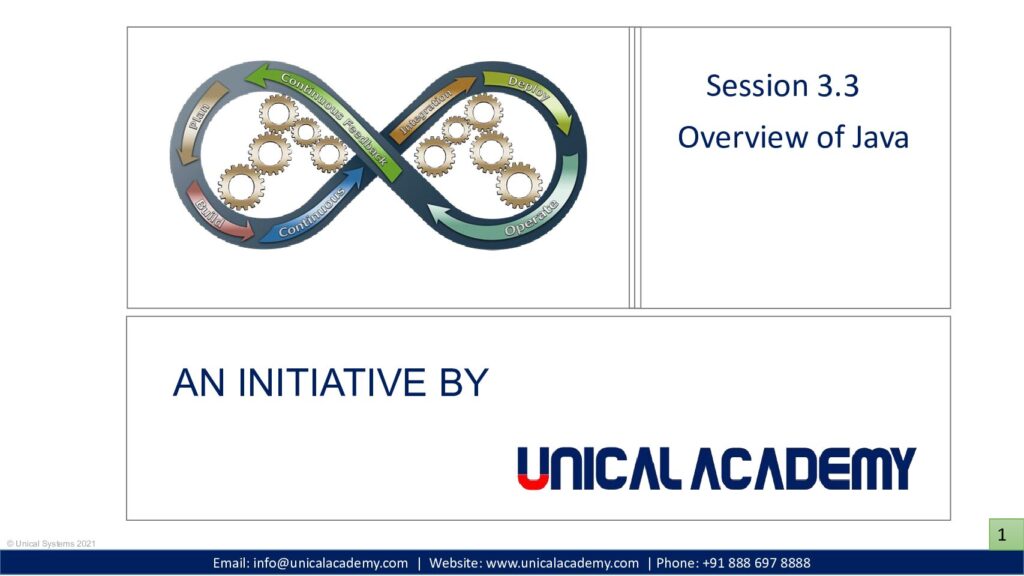 Plan
Build
Continuous
Continuous Feedback
Integration
Deploy
Operate
Session 3.3
Overview of Java
AN INITIATIVE BY
UNICAL ACADEMY
1
© Unical Systems 2021
Email: info@unicalacademy.com | Website: www.unicalacademy.com | Phone: +91 888 697 8888